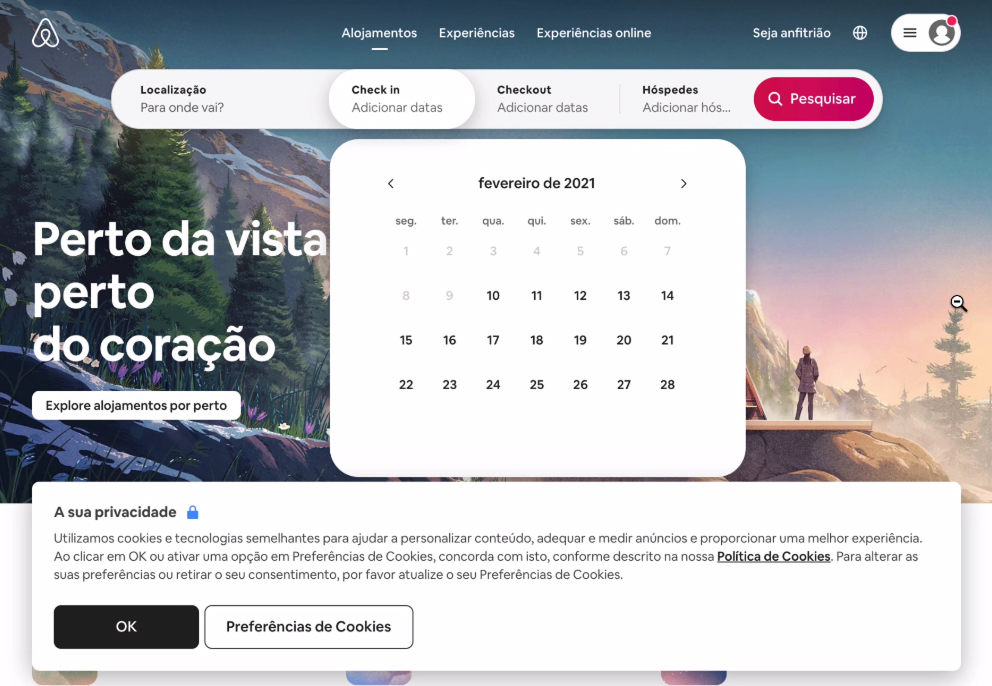 Alojamentos Experiências Experiências online Seja anfitrião
Localização
Para onde vai?
Check in
Adicionar datas
Checkout
Adicionar datas
Hóspedes
Adicionar hós...
Pesquisar
fevereiro de 2021
seg. ter. qua. qui. sex. sáb. dom.
1 2 3 4 5 6 7
8 9 10 11 12 13 14
15 16 17 18 19 20 21
22 23 24 25 26 27 28
Perto da vista
perto
do coração
Explore alojamentos por perto
A sua privacidade
Utilizamos cookies e tecnologias semelhantes para ajudar a personalizar conteúdo, adequar e medir anúncios e proporcionar uma melhor experiência.
Ao clicar em OK ou ativar uma opção em Preferências de Cookies, concorda com isto, conforme descrito na nossa Política de Cookies. Para alterar as
suas preferências ou retirar o seu consentimento, por favor atualize o seu Preferências de Cookies.
OK
Preferências de Cookies